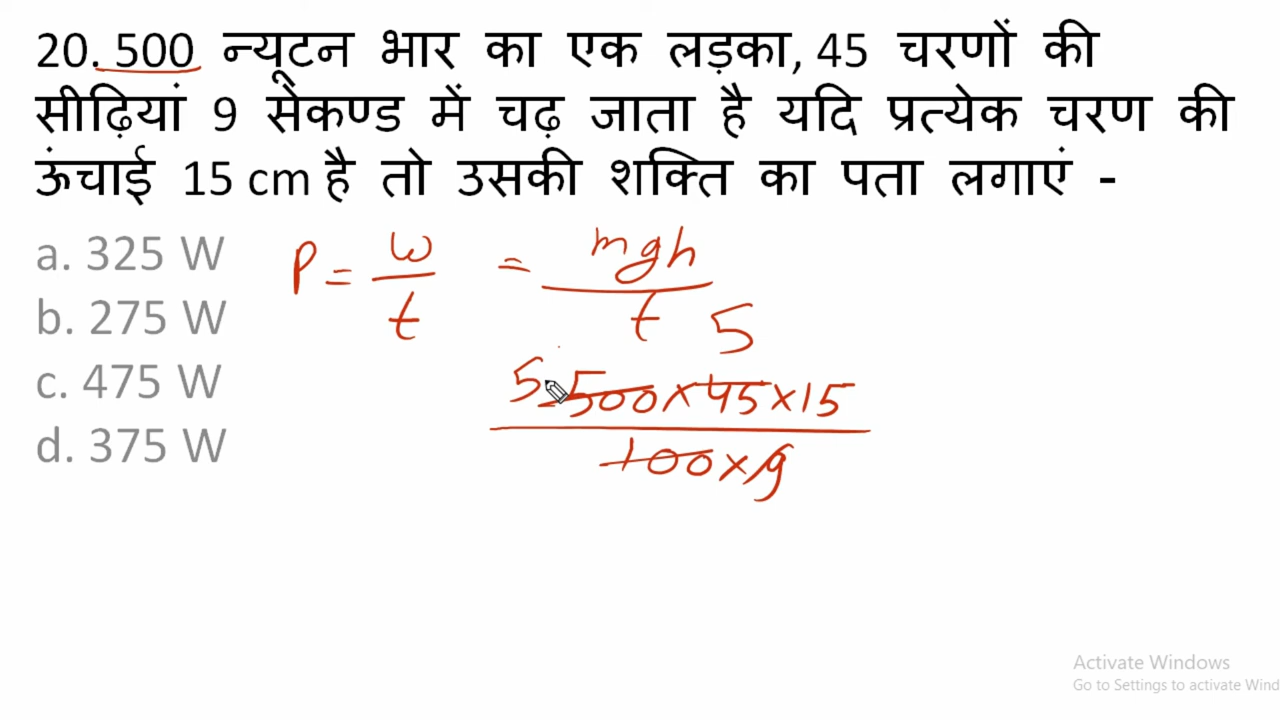 20. 500 न्यूटन भार का एक लड़का, 45 चरणों की
सीढ़ियां 9 सेकण्ड में चढ़ जाता है यदि प्रत्येक चरण की
ऊंचाई 15 cm है तो उसकी शक्ति का पता लगाएं -
a. 325 W
b. 275 W
c. 475 W
d. 375 W
P = w/t = mgh/t
5 5
500×45×15
100×9
Activate Windows
Go to Settings to activate Wind